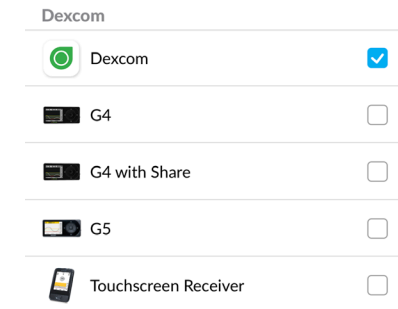 Dexcom
Dexcom
G4
G4 with Share
G5
Touchscreen Receiver